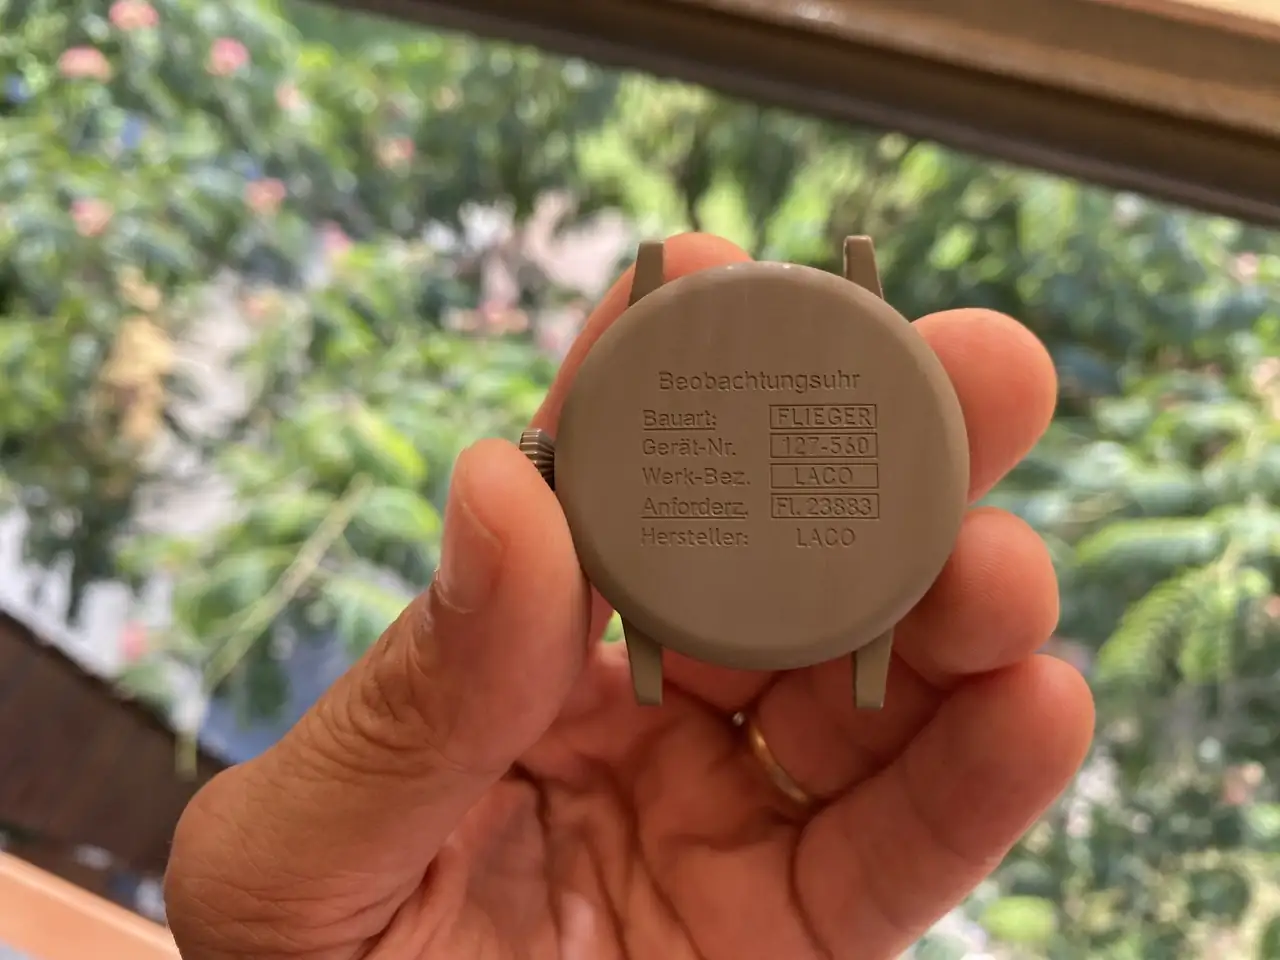 Beobachtungsuhr
Bauart: FLIEGER
Gerät-Nr. 127-560
Werk-Bez. LACO
Anforderz. Fl. 23883
Hersteller: LACO